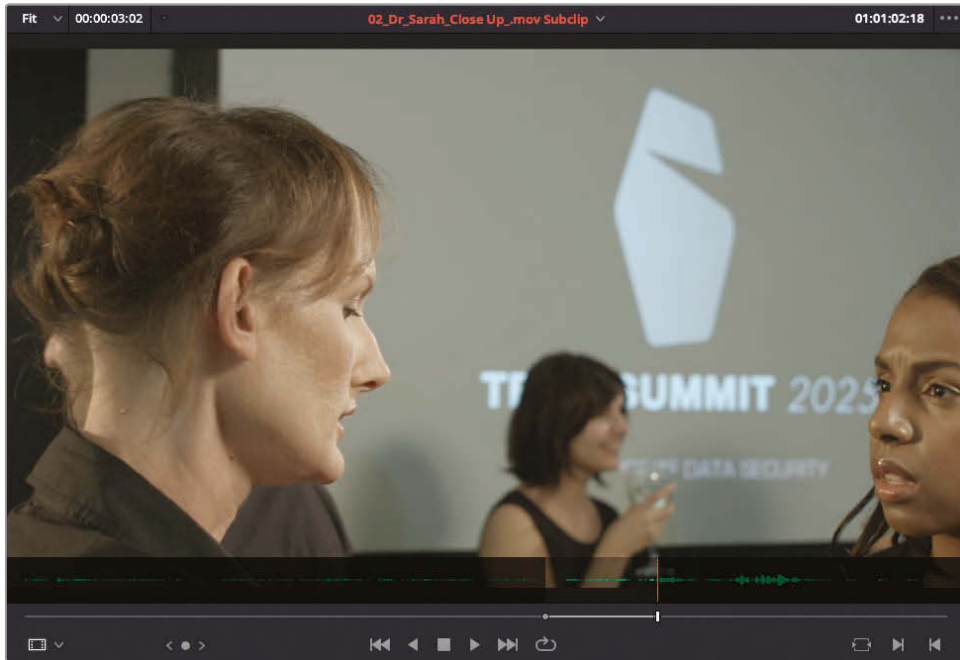 Fit 00:00:03:02 02_Dr_Sarah_Close Up_.mov Subclip 01:01:02:18
SUMMIT 2025
DATA SECURITY